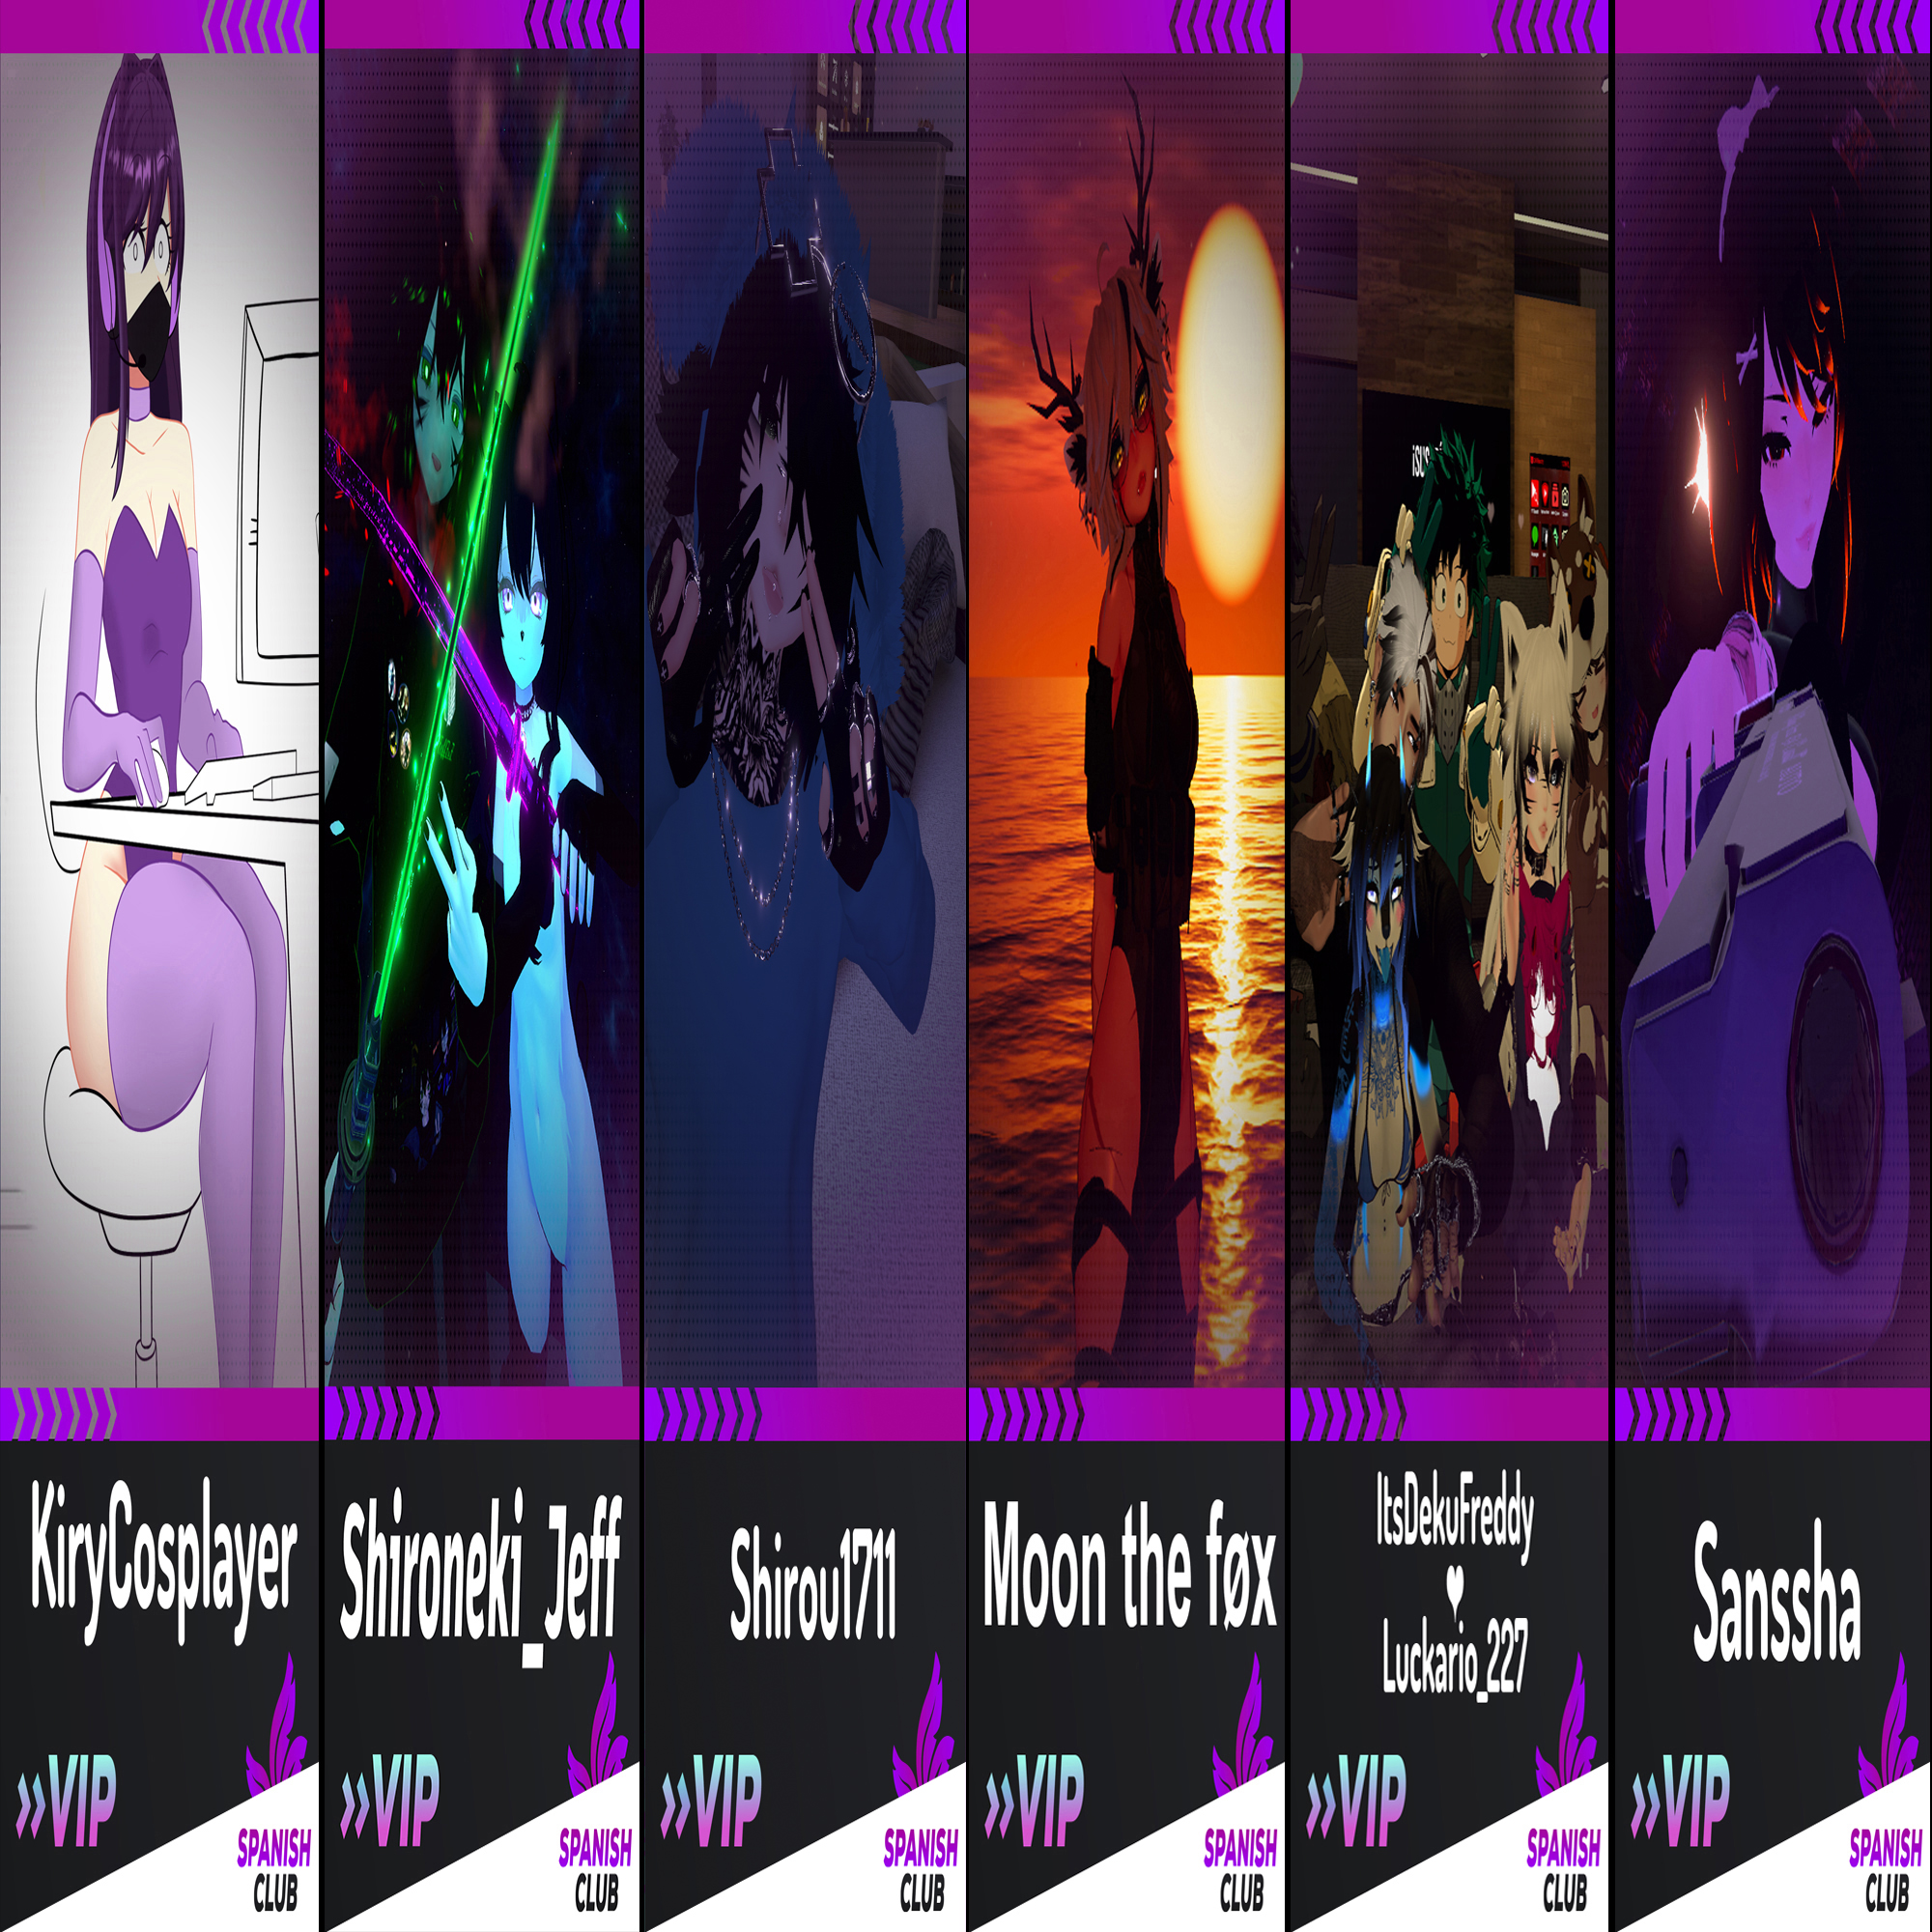 KiryCosplayer
»VIP
SPANISH
CLUB
Shironeki_Jeff
»VIP
SPANISH
CLUB
Shirou1711
»VIP
SPANISH
CLUB
Moon the føx
»VIP
SPANISH
CLUB
ItsDekuFreddy
♥
Luckario_227
»VIP
SPANISH
CLUB
Sanssha
»VIP
SPANISH
CLUB